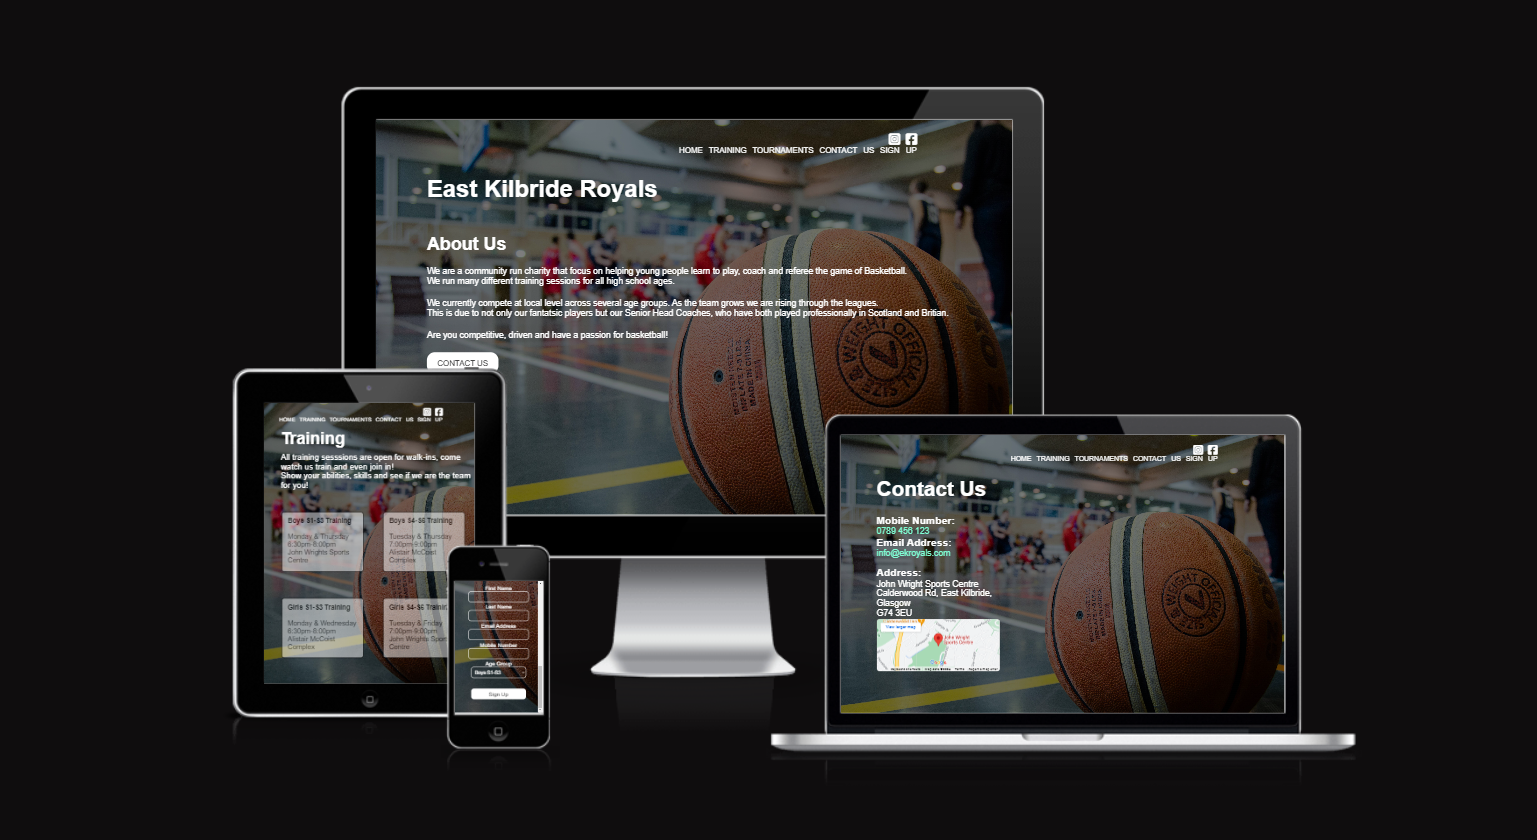 HOME TRAINING TOURNAMENTS CONTACT US SIGN UP
East Kilbride Royals
About Us
We are a community run charity that focus on helping young people learn to play, coach and referee the game of Basketball.
We run many different training sessions for all high school ages.
We currently compete at local level across several age groups. As the team grows we are rising through the leagues.
This is due to not only our fantatsic players but our Senior Head Coaches, who have both played professionally in Scotland and Britian.
Are you competitive, driven and have a passion for basketball!
CONTACT US
WEIGHT OFFICIAL SIZE &
HOME TRAINING TOURNAMENTS CONTACT US SIGN UP
Training
All training sesssions are open for walk-ins, come
watch us train and even join in!
Show your abilities, skills and see if we are the team
for you!
Boys S1-S3 Training
Monday & Thursday
6:30pm-8:00pm
John Wrights Sports
Centre
Boys S4-S6 Training
Tuesday & Thursday
7:00pm-9:00pm
Alistair McCoist
Complex
Girls S1-S3 Training
Monday & Wednesday
6:30pm-8:00pm
Alistair McCoist
Complex
Girls S4-S6
Tuesday & Friday
7:00pm
John Wrights
Centre
First Name
Last Name
Email Address
Mobile Number
Age Group
Boys S1-S3
Sign Up
HOME TRAINING TOURNAMENTS CONTACT US SIGN UP
Contact Us
Mobile Number:
0789 456 123
Email Address:
info@ekroyals.com
Address:
John Wright Sports Centre
Calderwood Rd, East Kilbride,
Glasgow
G74 3EU
View larger map
John Wright
Sports Centre
WEIGHT OFFICIAL SIZE &